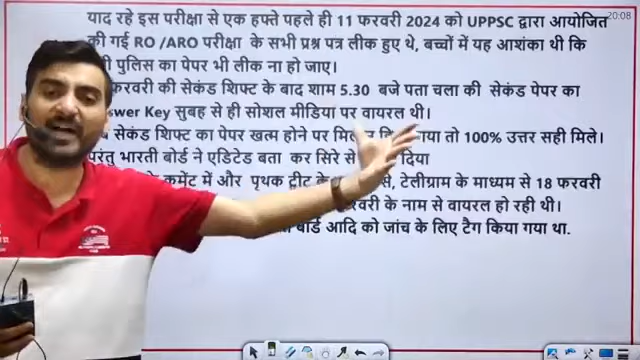 20:08
याद रहे इस परीक्षा से एक हफ्ते पहले ही 11 फरवरी 2024 को UPPSC द्वारा आयोजित
की गई RO /ARO परीक्षा के सभी प्रश्न पत्र लीक हुए थे, बच्चों में यह आशंका थी कि
पुलिस का पेपर भी लीक ना हो जाए।
फरवरी की सेकंड शिफ्ट के बाद शाम 5.30 बजे पता चला की सेकंड पेपर का
Key सुबह से ही सोशल मीडिया पर वायरल थी।
सेकंड शिफ्ट का पेपर खत्म होने पर तो 100% उत्तर सही मिले।
परंतु भारती बोर्ड ने एडिटेड बता कर सिरे से दिया
कमेंट में और पृथक ट्वीट के टेलीग्राम के माध्यम से 18 फरवरी
के नाम से वायरल हो रही थी।
बोर्ड आदि को जांच के लिए टैग किया गया था.